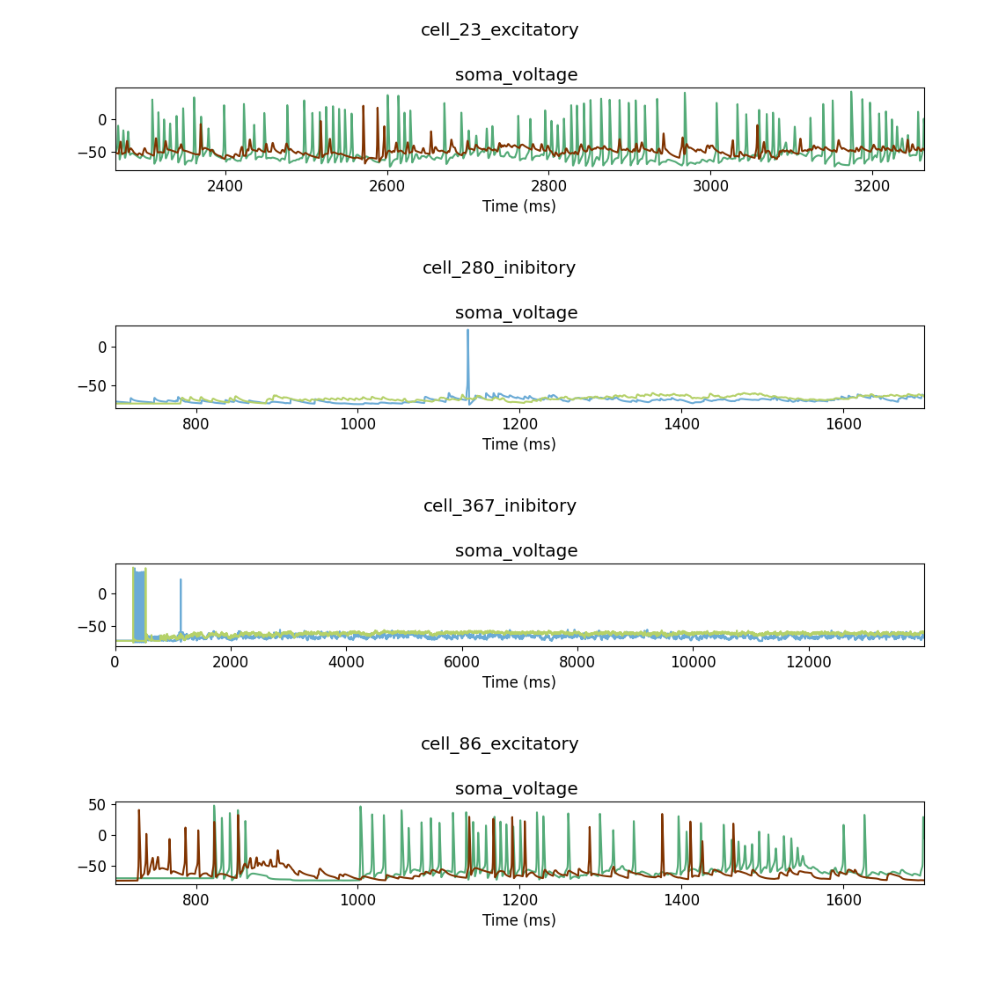 cell_23_excitatory
soma_voltage
0
−50
2400 2600 2800 3000 3200
Time (ms)
cell_280_inibitory
soma_voltage
0
−50
800 1000 1200 1400 1600
Time (ms)
cell_367_inibitory
soma_voltage
0
−50
0 2000 4000 6000 8000 10000 12000
Time (ms)
cell_86_excitatory
soma_voltage
50
0
−50
800 1000 1200 1400 1600
Time (ms)